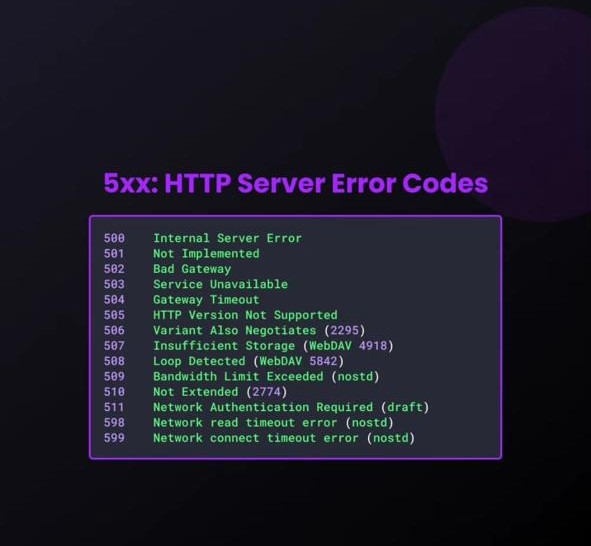 5xx: HTTP Server Error Codes
500 Internal Server Error
501 Not Implemented
502 Bad Gateway
503 Service Unavailable
504 Gateway Timeout
505 HTTP Version Not Supported
506 Variant Also Negotiates (2295)
507 Insufficient Storage (WebDAV 4918)
508 Loop Detected (WebDAV 5842)
509 Bandwidth Limit Exceeded (nostd)
510 Not Extended (2774)
511 Network Authentication Required (draft)
598 Network read timeout error (nostd)
599 Network connect timeout error (nostd)